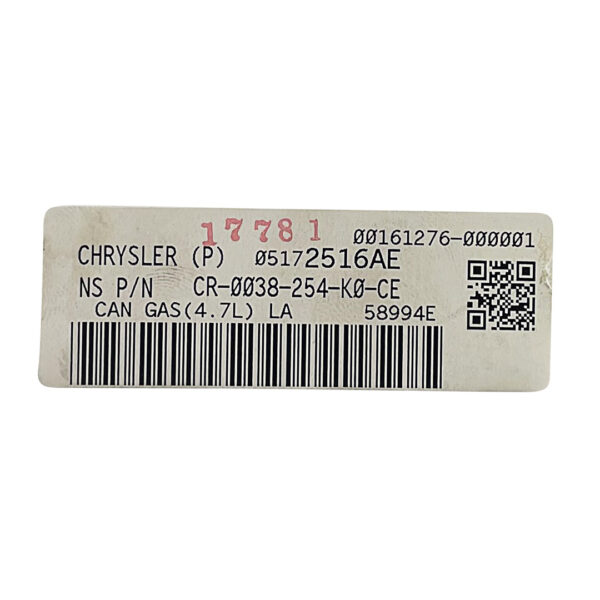 17781
00161276-000001
CHRYSLER (P) 05172516AE
NS P/N CR-0038-254-K0-CE
CAN GAS(4.7L) LA 58994E